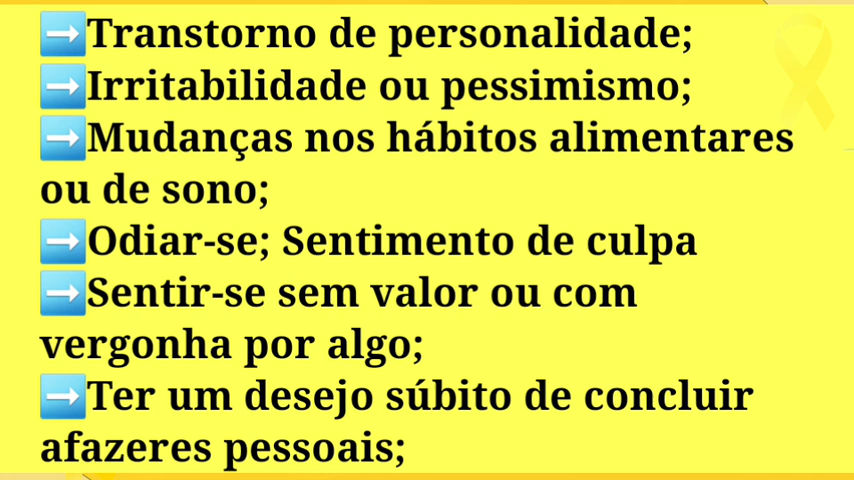 ➡Transtorno de personalidade;
➡Irritabilidade ou pessimismo;
➡Mudanças nos hábitos alimentares
ou de sono;
➡Odiar-se; Sentimento de culpa
➡Sentir-se sem valor ou com
vergonha por algo;
➡Ter um desejo súbito de concluir
afazeres pessoais;